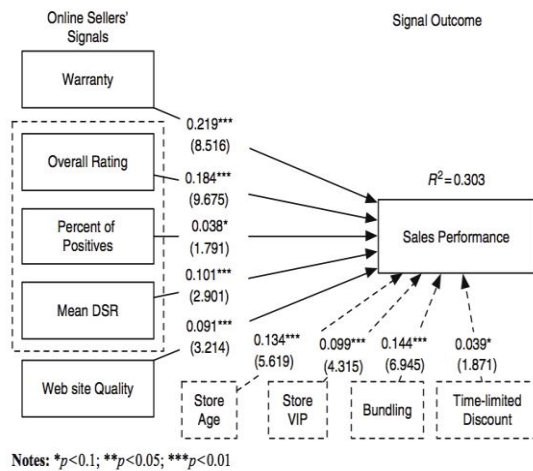 Online Sellers'
Signals
Signal Outcome
Warranty
0.219***
(8.516)
Overall Rating
0.184***
(9.675)
R²=0.303
Percent of
Positives
0.038*
(1.791)
Sales Performance
0.101***
(2.901)
Mean DSR
0.091***
(3.214)
0.134***
(5.619)
0.099***
(4.315)
0.144***
(6.945)
0.039*
(1.871)
Web site Quality
Store
Age
Store
VIP
Bundling
Time-limited
Discount
Notes: *p<0.1; **p<0.05; ***p<0.01